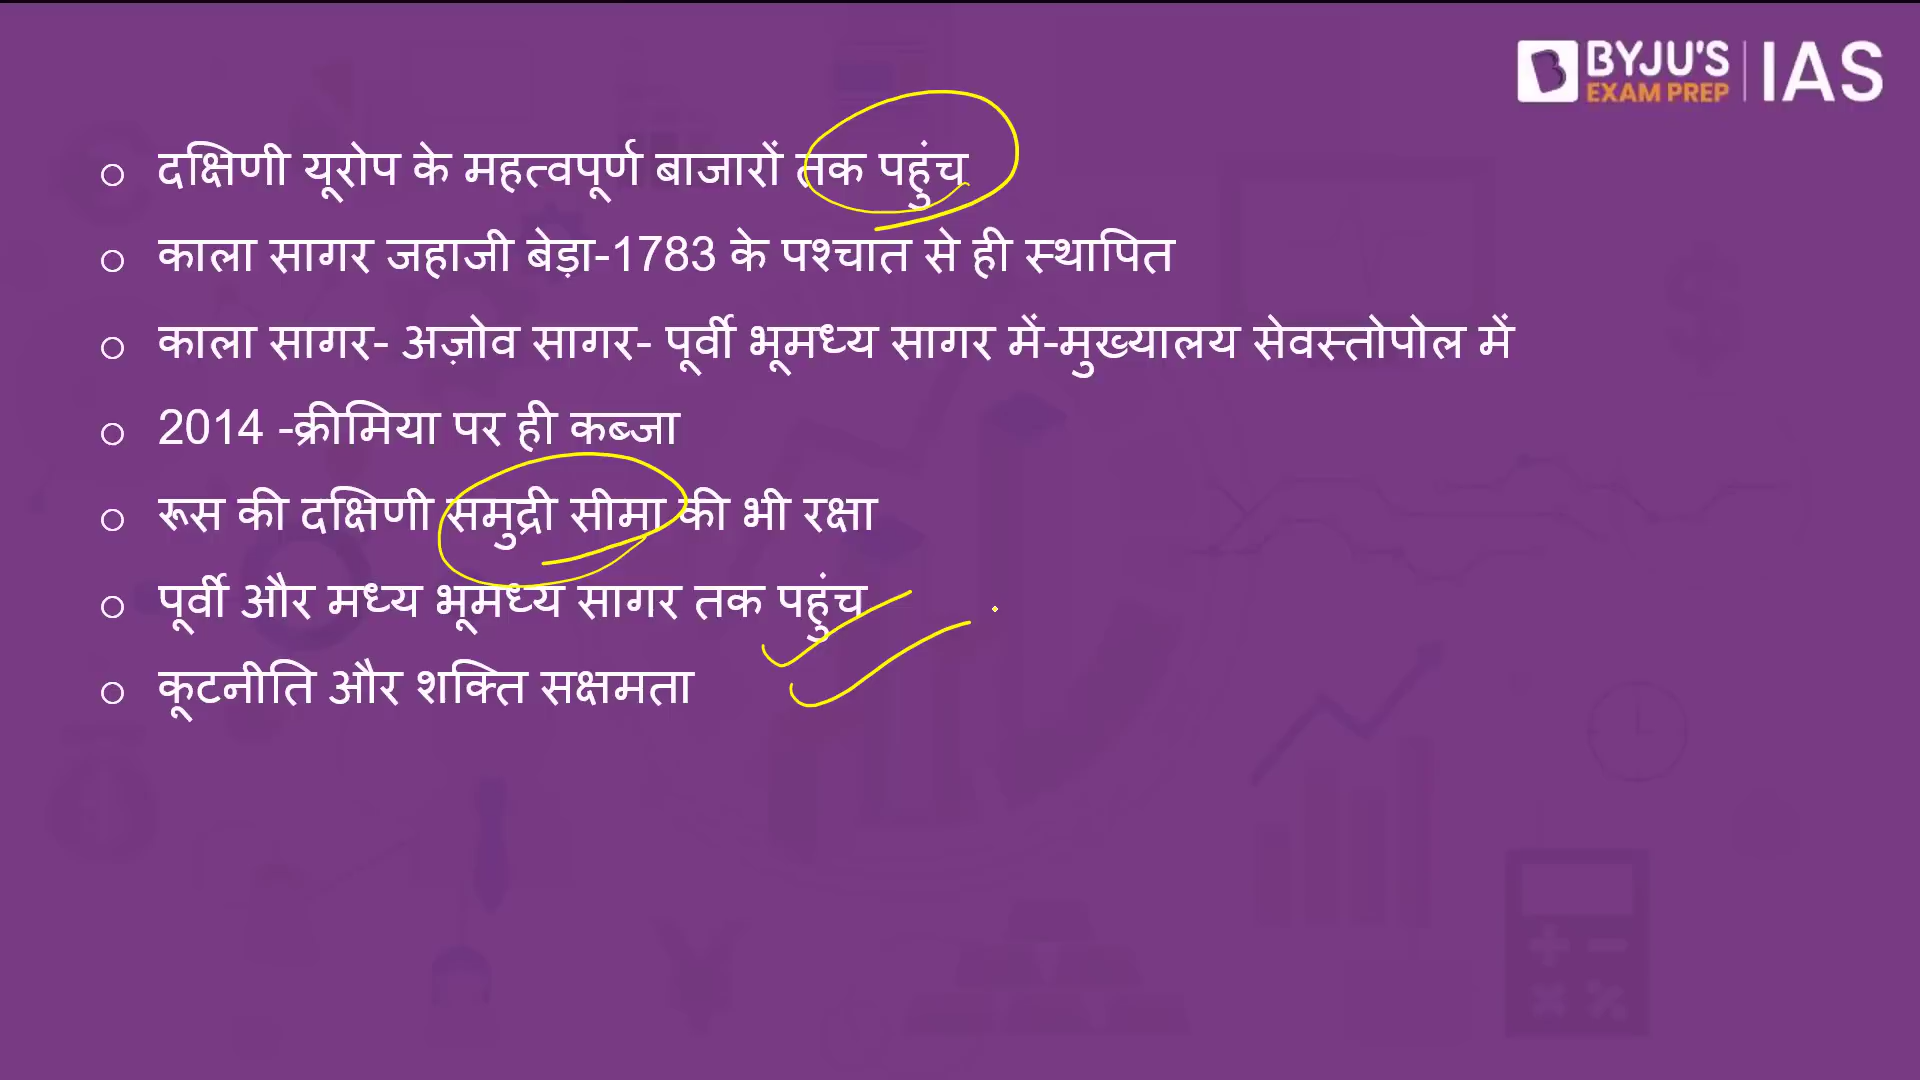 BYJU'S
EXAM PREP
IAS
दक्षिणी यूरोप के महत्वपूर्ण बाजारों तक पहुंच
काला सागर जहाजी बेड़ा-1783 के पश्चात से ही स्थापित
काला सागर- अज़ोव सागर- पूर्वी भूमध्य सागर में-मुख्यालय सेवस्तोपोल में
2014 -क्रीमिया पर ही कब्जा
रूस की दक्षिणी समुद्री सीमा की भी रक्षा
पूर्वी और मध्य भूमध्य सागर तक पहुंच
कूटनीति और शक्ति सक्षमता